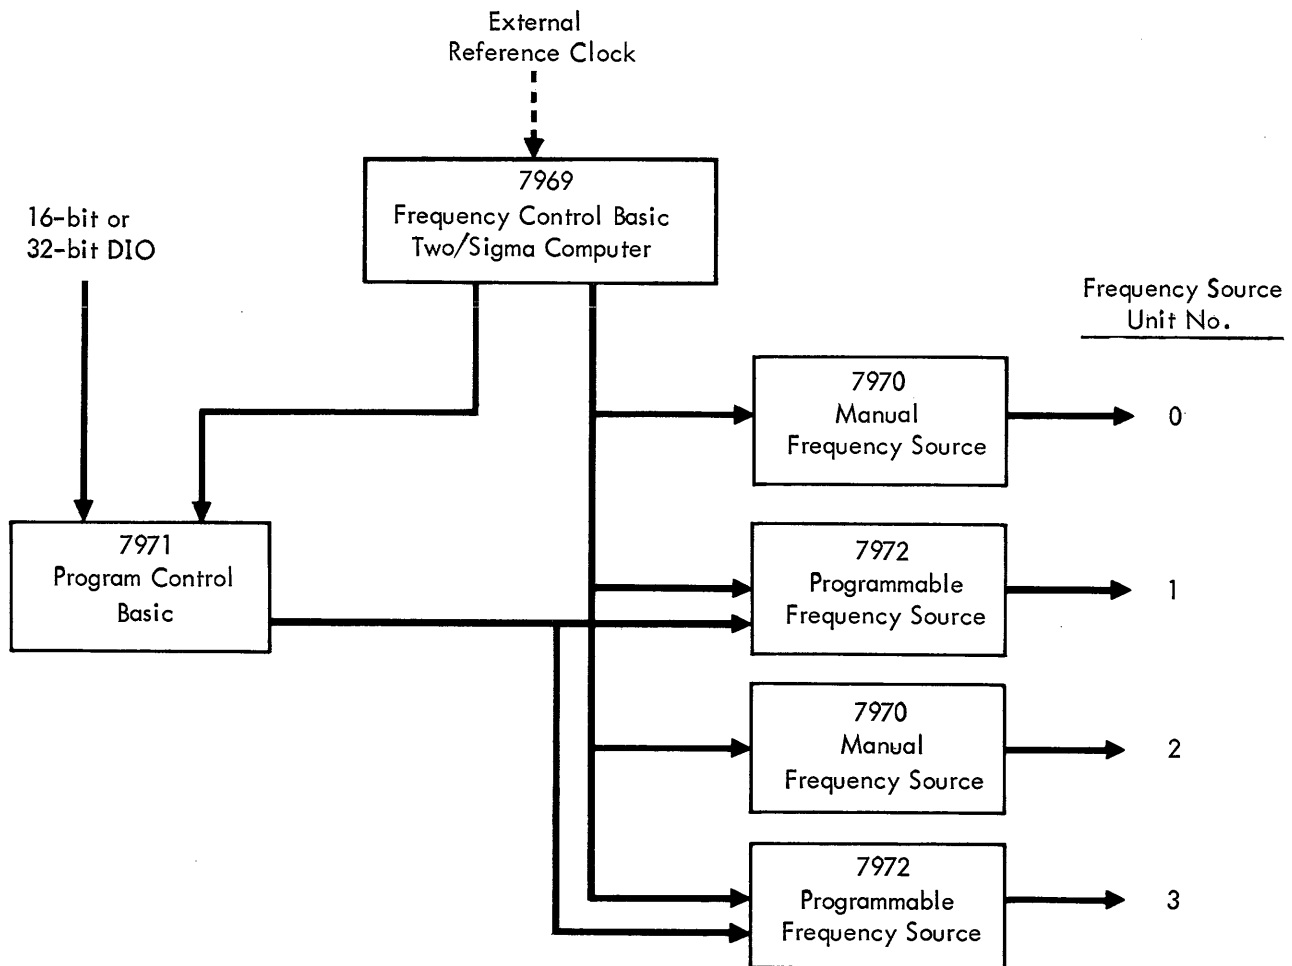 External
Reference Clock
7969
Frequency Control Basic
Two/Sigma Computer
16-bit or
32-bit DIO
Frequency Source
Unit No.
7970
Manual
Frequency Source
0
7971
Program Control
Basic
7972
Programmable
Frequency Source
1
7970
Manual
Frequency Source
2
7972
Programmable
Frequency Source
3